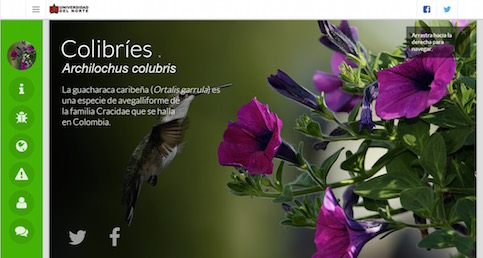 UNIVERSIDAD
DEL NORTE
Arrastra hacia la
derecha para
navegar.
Colibríes .
Archilochus colubris
La guacharaca caribeña (Ortalis garrula) es
una especie de avegalliforme de
la familia Cracidae que se halla
en Colombia.